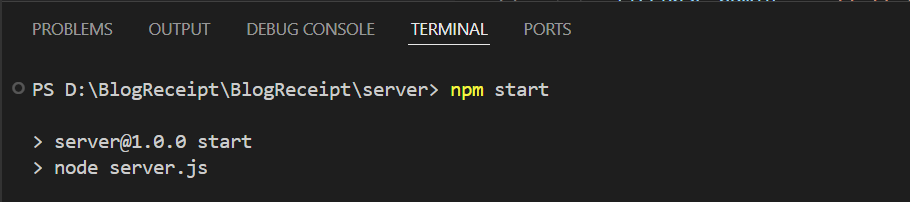 PROBLEMS OUTPUT DEBUG CONSOLE TERMINAL PORTS
PS D:\BlogReceipt\BlogReceipt\server> npm start
> server@1.0.0 start
> node server.js